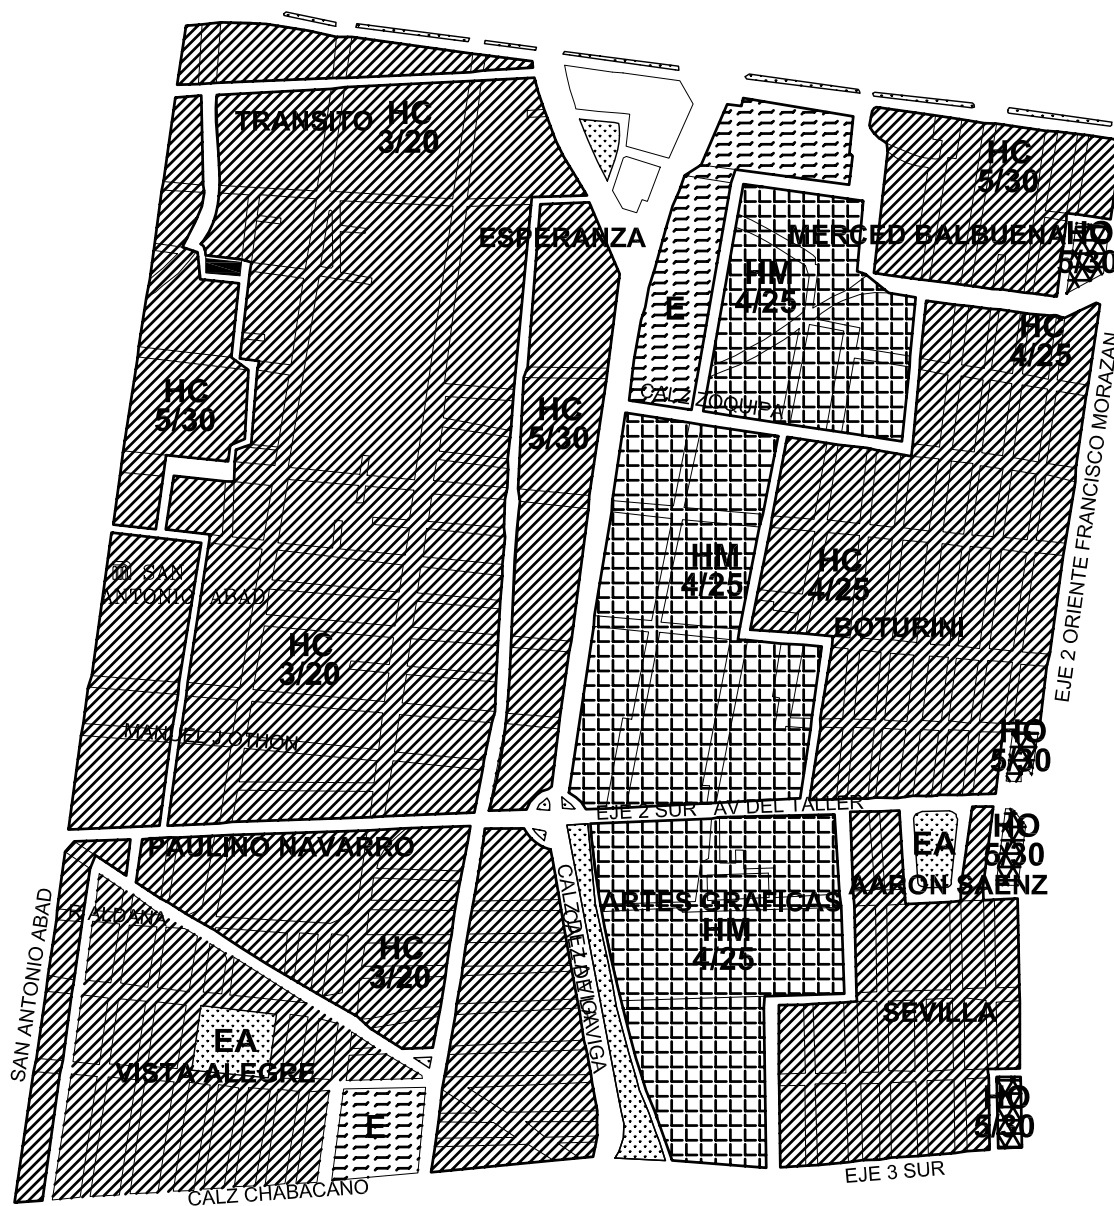 TRANSITO
HC
3/20
HC
5/30
ESPERANZA
MERCED BALBUENA
HO
5/30
HM
4/25
E
HC
4/25
HC
5/30
HC
5/30
CALZ ZOQUIPA
EJE 2 ORIENTE FRANCISCO MORAZAN
HM
4/25
HC
4/25
SAN
ANTONIO ABAD
BOTURINI
HC
3/20
MANUEL J OTHON
HO
5/30
EJE 2 SUR AV DEL TALLER
PAULINO NAVARRO
EA
HO
5/30
AARON SAENZ
ARTES GRAFICAS
R ALDANA
HM
4/25
HC
3/20
SAN ANTONIO ABAD
CALZ DE LA VIGA
SEVILLA
EA
VISTA ALEGRE
E
HO
5/30
EJE 3 SUR
CALZ CHABACANO